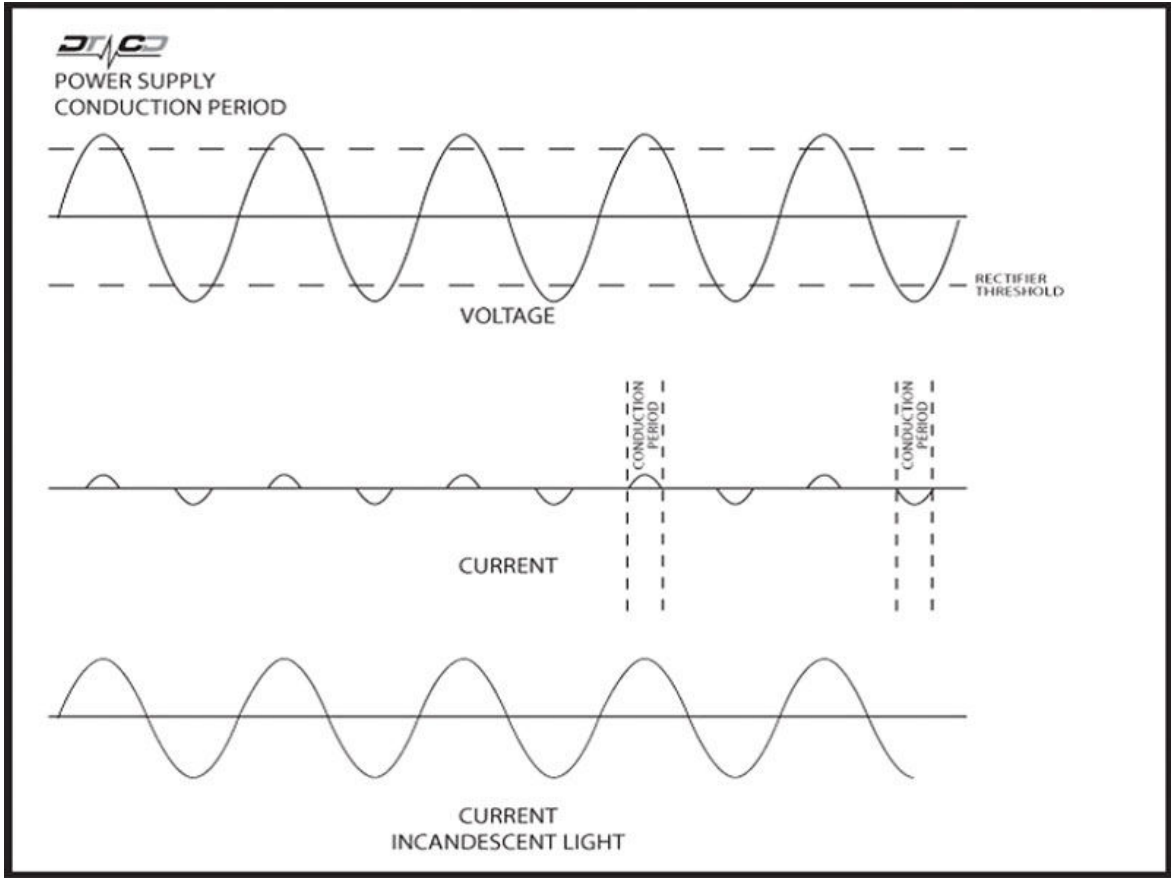 POWER SUPPLY
CONDUCTION PERIOD
RECTIFIER
THRESHOLD
VOLTAGE
CONDUCTION
PERIOD
CONDUCTION
PERIOD
CURRENT
CURRENT
INCANDESCENT LIGHT